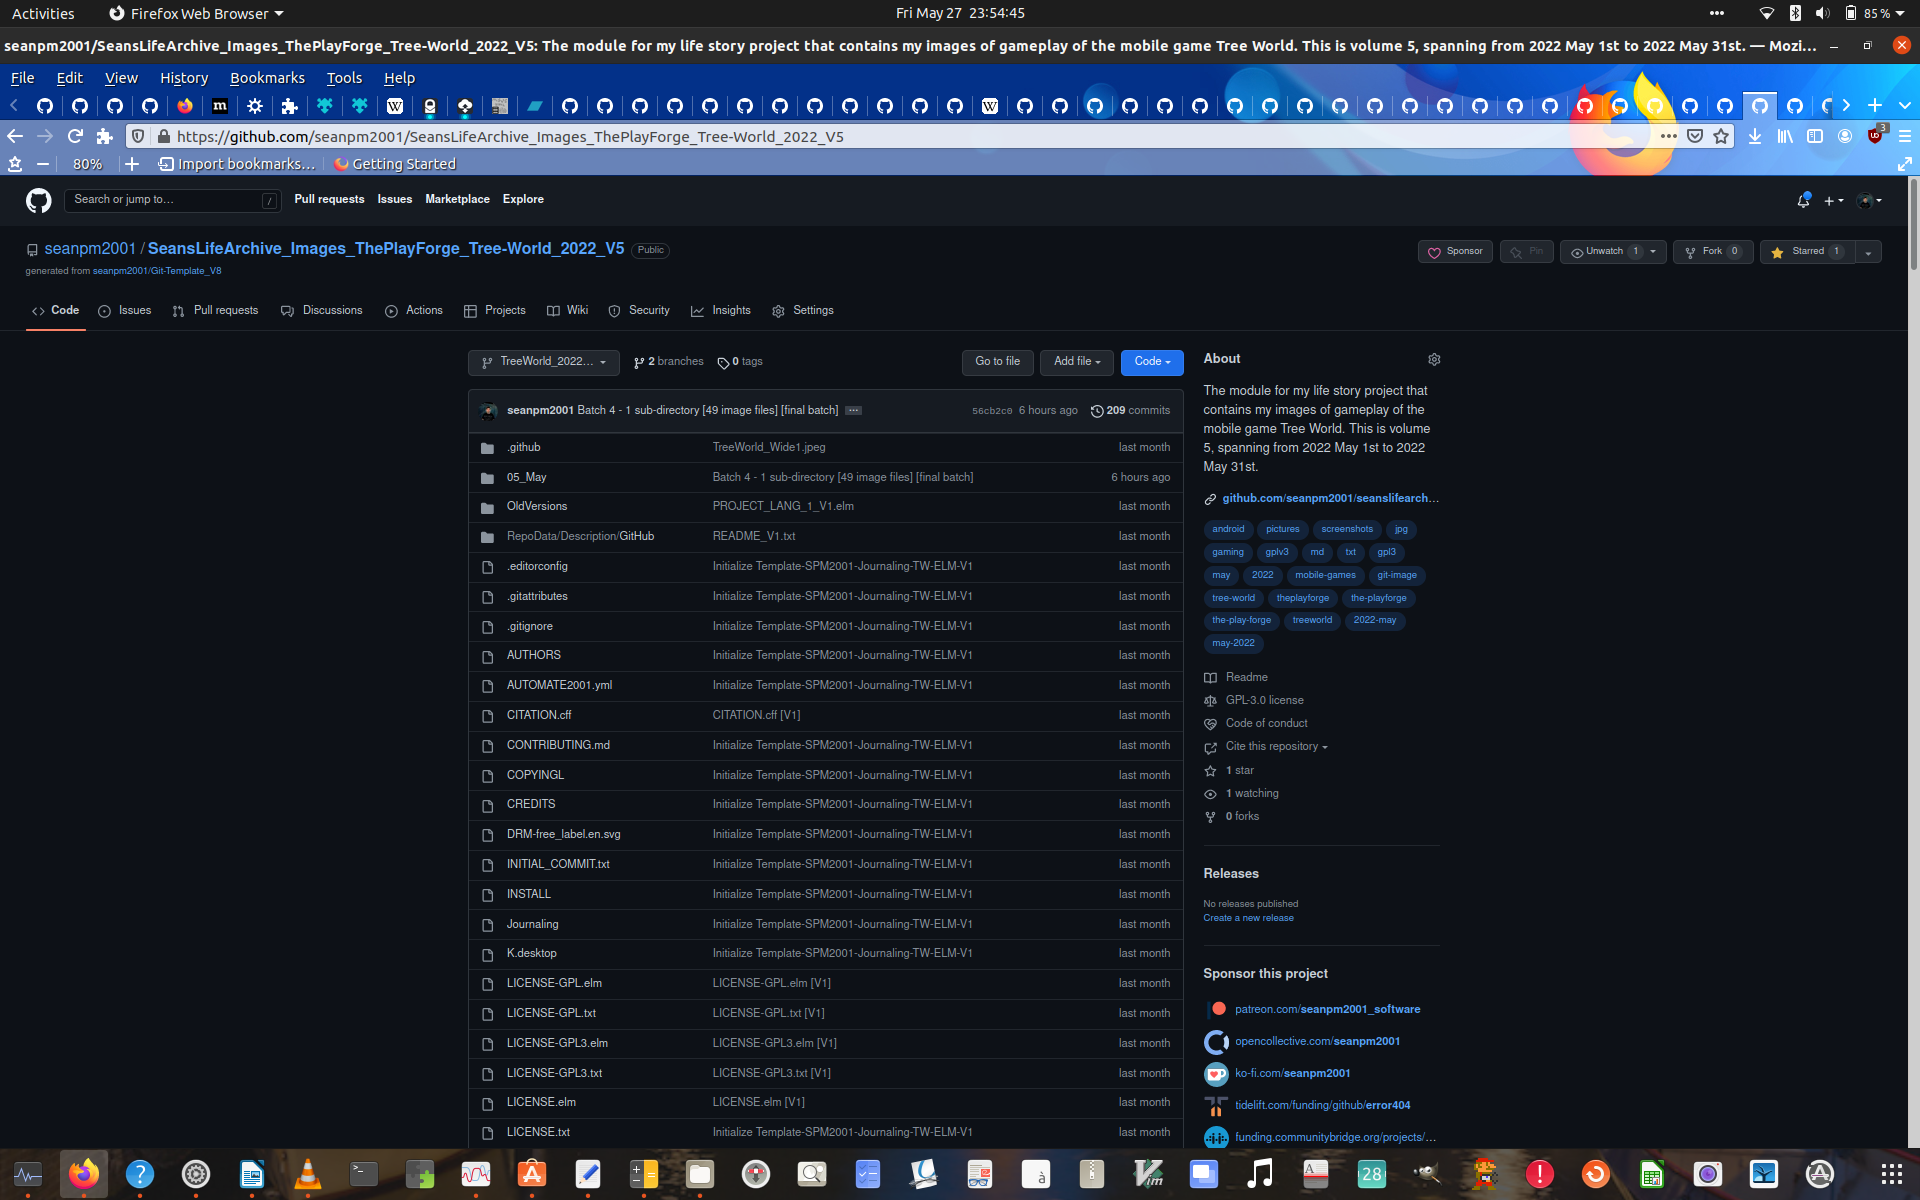 Activities
Firefox Web Browser
Fri May 27 23:54:45
85 %
seanpm2001/SeansLifeArchive_Images_ThePlayForge_Tree-World_2022_V5: The module for my life story project that contains my images of gameplay of the mobile game Tree World. This is volume 5, spanning from 2022 May 1st to 2022 May 31st. — Mozi…
File Edit View History Bookmarks Tools Help
https://github.com/seanpm2001/SeansLifeArchive_Images_ThePlayForge_Tree-World_2022_V5
3
80%
Import bookmarks…
Getting Started
Search or jump to… /
Pull requests Issues Marketplace Explore
seanpm2001 / SeansLifeArchive_Images_ThePlayForge_Tree-World_2022_V5 Public
generated from seanpm2001/Git-Template_V8
Sponsor Pin Unwatch 1 Fork 0 Starred 1
Code Issues Pull requests Discussions Actions Projects Wiki Security Insights Settings
TreeWorld_2022… 2 branches 0 tags
Go to file Add file Code
seanpm2001 Batch 4 - 1 sub-directory [49 image files] [final batch] … 56cb2c0 6 hours ago 209 commits
.github TreeWorld_Wide1.jpeg last month
05_May Batch 4 - 1 sub-directory [49 image files] [final batch] 6 hours ago
OldVersions PROJECT_LANG_1_V1.elm last month
RepoData/Description/GitHub README_V1.txt last month
.editorconfig Initialize Template-SPM2001-Journaling-TW-ELM-V1 last month
.gitattributes Initialize Template-SPM2001-Journaling-TW-ELM-V1 last month
.gitignore Initialize Template-SPM2001-Journaling-TW-ELM-V1 last month
AUTHORS Initialize Template-SPM2001-Journaling-TW-ELM-V1 last month
AUTOMATE2001.yml Initialize Template-SPM2001-Journaling-TW-ELM-V1 last month
CITATION.cff CITATION.cff [V1] last month
CONTRIBUTING.md Initialize Template-SPM2001-Journaling-TW-ELM-V1 last month
COPYINGL Initialize Template-SPM2001-Journaling-TW-ELM-V1 last month
CREDITS Initialize Template-SPM2001-Journaling-TW-ELM-V1 last month
DRM-free_label.en.svg Initialize Template-SPM2001-Journaling-TW-ELM-V1 last month
INITIAL_COMMIT.txt Initialize Template-SPM2001-Journaling-TW-ELM-V1 last month
INSTALL Initialize Template-SPM2001-Journaling-TW-ELM-V1 last month
Journaling Initialize Template-SPM2001-Journaling-TW-ELM-V1 last month
K.desktop Initialize Template-SPM2001-Journaling-TW-ELM-V1 last month
LICENSE-GPL.elm LICENSE-GPL.elm [V1] last month
LICENSE-GPL.txt LICENSE-GPL.txt [V1] last month
LICENSE-GPL3.elm LICENSE-GPL3.elm [V1] last month
LICENSE-GPL3.txt LICENSE-GPL3.txt [V1] last month
LICENSE.elm LICENSE.elm [V1] last month
LICENSE.txt Initialize Template-SPM2001-Journaling-TW-ELM-V1 last month
About
The module for my life story project that
contains my images of gameplay of the
mobile game Tree World. This is volume
5, spanning from 2022 May 1st to 2022
May 31st.
github.com/seanpm2001/seanslifearch…
android pictures screenshots jpg
gaming gplv3 md txt gpl3
may 2022 mobile-games git-image
tree-world theplayforge the-playforge
the-play-forge treeworld 2022-may
may-2022
Readme
GPL-3.0 license
Code of conduct
Cite this repository
1 star
1 watching
0 forks
Releases
No releases published
Create a new release
Sponsor this project
patreon.com/seanpm2001_software
opencollective.com/seanpm2001
ko-fi.com/seanpm2001
tidelift.com/funding/github/error404
funding.communitybridge.org/projects/…
28